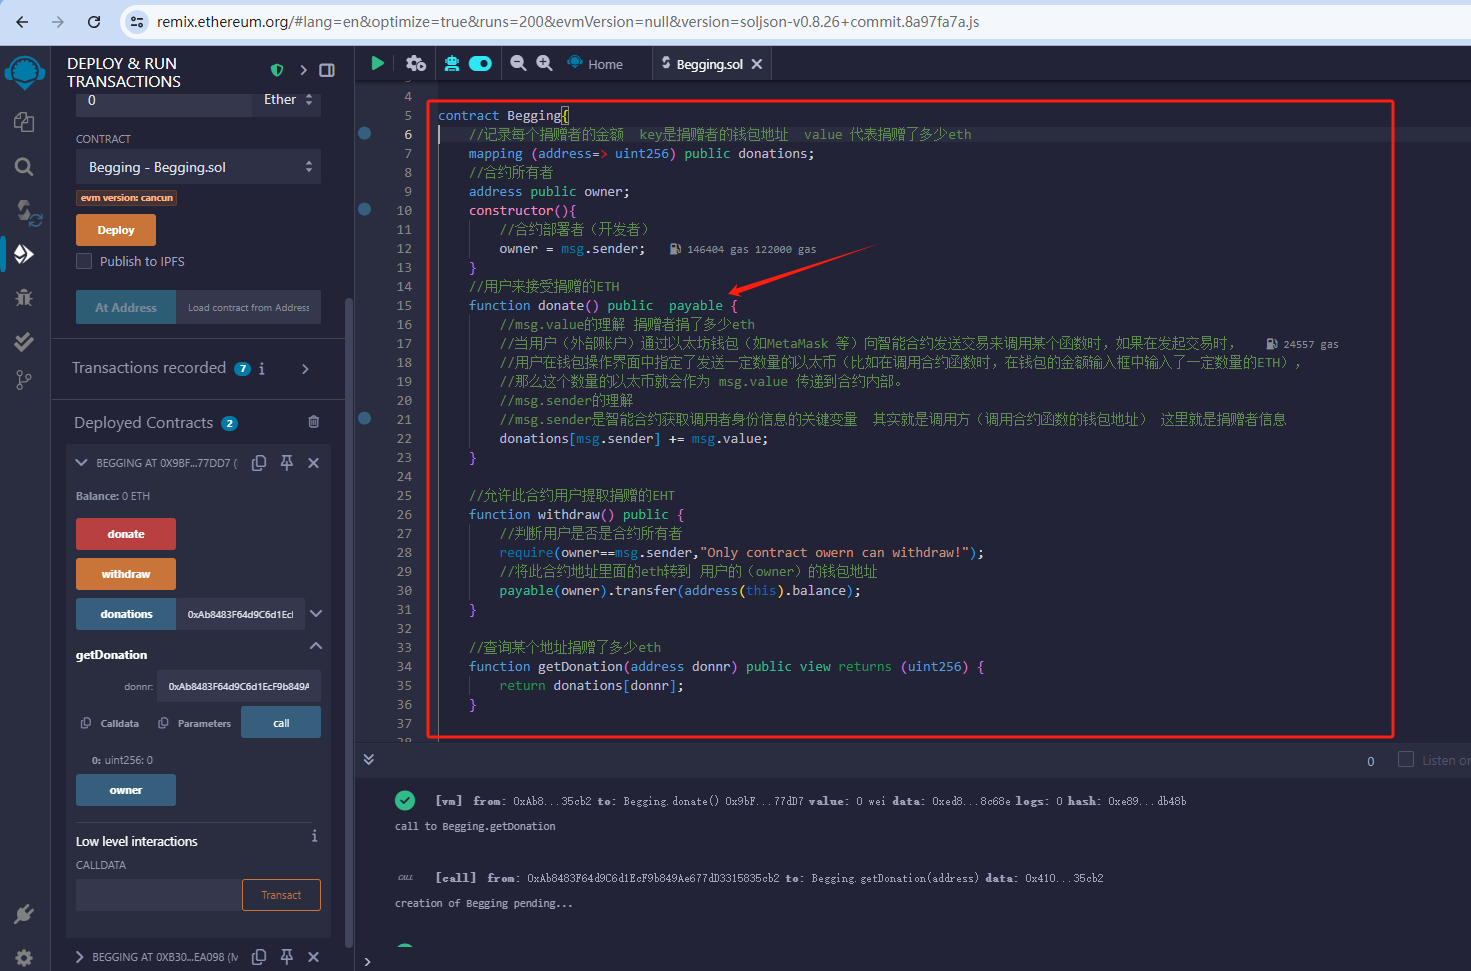 remix.ethereum.org/#lang=en&optimize=true&runs=200&evmVersion=null&version=soljson-v0.8.26+commit.8a97fa7a.js
DEPLOY & RUN
TRANSACTIONS
0
Ether
CONTRACT
Begging - Begging.sol
evm version: cancun
Deploy
Publish to IPFS
At Address
Load contract from Address
Transactions recorded 7 i
Deployed Contracts 2
BEGGING AT 0X9BF...77DD7 (
Balance: 0 ETH
donate
withdraw
donations
0xAb8483F64d9C6d1Ecl
getDonation
donnr:
0xAb8483F64d9C6d1EcF9b849A
Calldata
Parameters
call
0: uint256: 0
owner
Low level interactions
i
CALLDATA
Transact
BEGGING AT 0XB30...EA098 (M
Home
Begging.sol
4
5 contract Begging{
6 //记录每个捐赠者的金额  key是捐赠者的钱包地址  value 代表捐赠了多少eth
7 mapping (address=> uint256) public donations;
8 //合约所有者
9 address public owner;
10 constructor(){
11 //合约部署者（开发者）
12 owner = msg.sender; 146404 gas 122000 gas
13 }
14 //用户来接受捐赠的ETH
15 function donate() public  payable {
16 //msg.value的理解 捐赠者捐了多少eth
17 //当用户（外部账户）通过以太坊钱包（如MetaMask 等）向智能合约发送交易来调用某个函数时，如果在发起交易时， 24557 gas
18 //用户在钱包操作界面中指定了发送一定数量的以太币（比如在调用合约函数时，在钱包的金额输入框中输入了一定数量的ETH），
19 //那么这个数量的以太币就会作为 msg.value 传递到合约内部。
20 //msg.sender的理解
21 //msg.sender是智能合约获取调用者身份信息的关键变量  其实就是调用方（调用合约函数的钱包地址） 这里就是捐赠者信息
22 donations[msg.sender] += msg.value;
23 }
24
25 //允许此合约用户提取捐赠的EHT
26 function withdraw() public {
27 //判断用户是否是合约所有者
28 require(owner==msg.sender,"Only contract owern can withdraw!");
29 //将此合约地址里面的eth转到 用户的（owner）的钱包地址
30 payable(owner).transfer(address(this).balance);
31 }
32
33 //查询某个地址捐赠了多少eth
34 function getDonation(address donnr) public view returns (uint256) {
35 return donations[donnr];
36 }
37
38
0
Listen on
[vm] from: 0xAb8...35cb2 to: Begging.donate() 0x9bF...77dD7 value: 0 wei data: 0xed8...8c68e logs: 0 hash: 0xe89...db48b
call to Begging.getDonation
CALL [call] from: 0xAb8483F64d9C6d1EcF9b849Ae677dD3315835cb2 to: Begging.getDonation(address) data: 0x410...35cb2
creation of Begging pending...
>